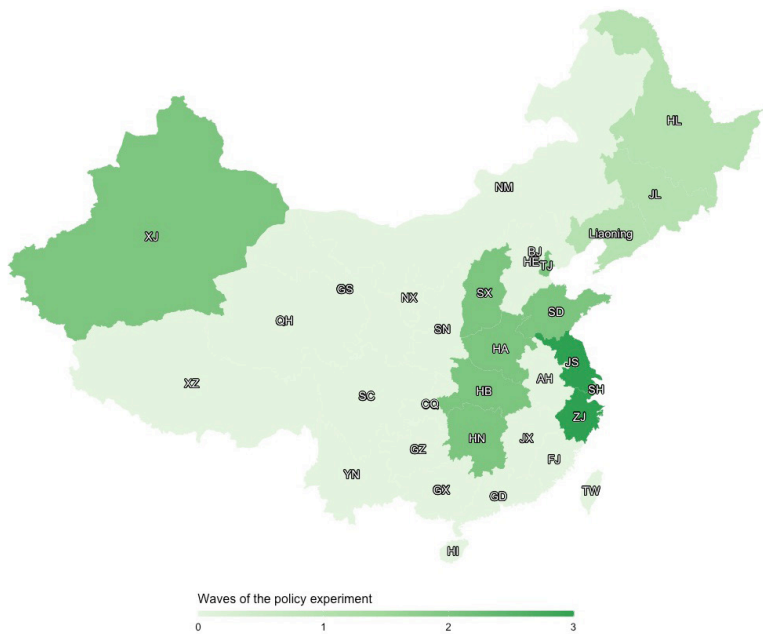 HL
NM
JL
Liaoning
XJ
BJ
HE
TJ
GS
NX
SX
SD
QH
SN
HA
JS
XZ
SC
CQ
HB
AH
SH
ZJ
GZ
HN
JX
FJ
YN
GX
GD
TW
HI
Waves of the policy experiment
0 1 2 3